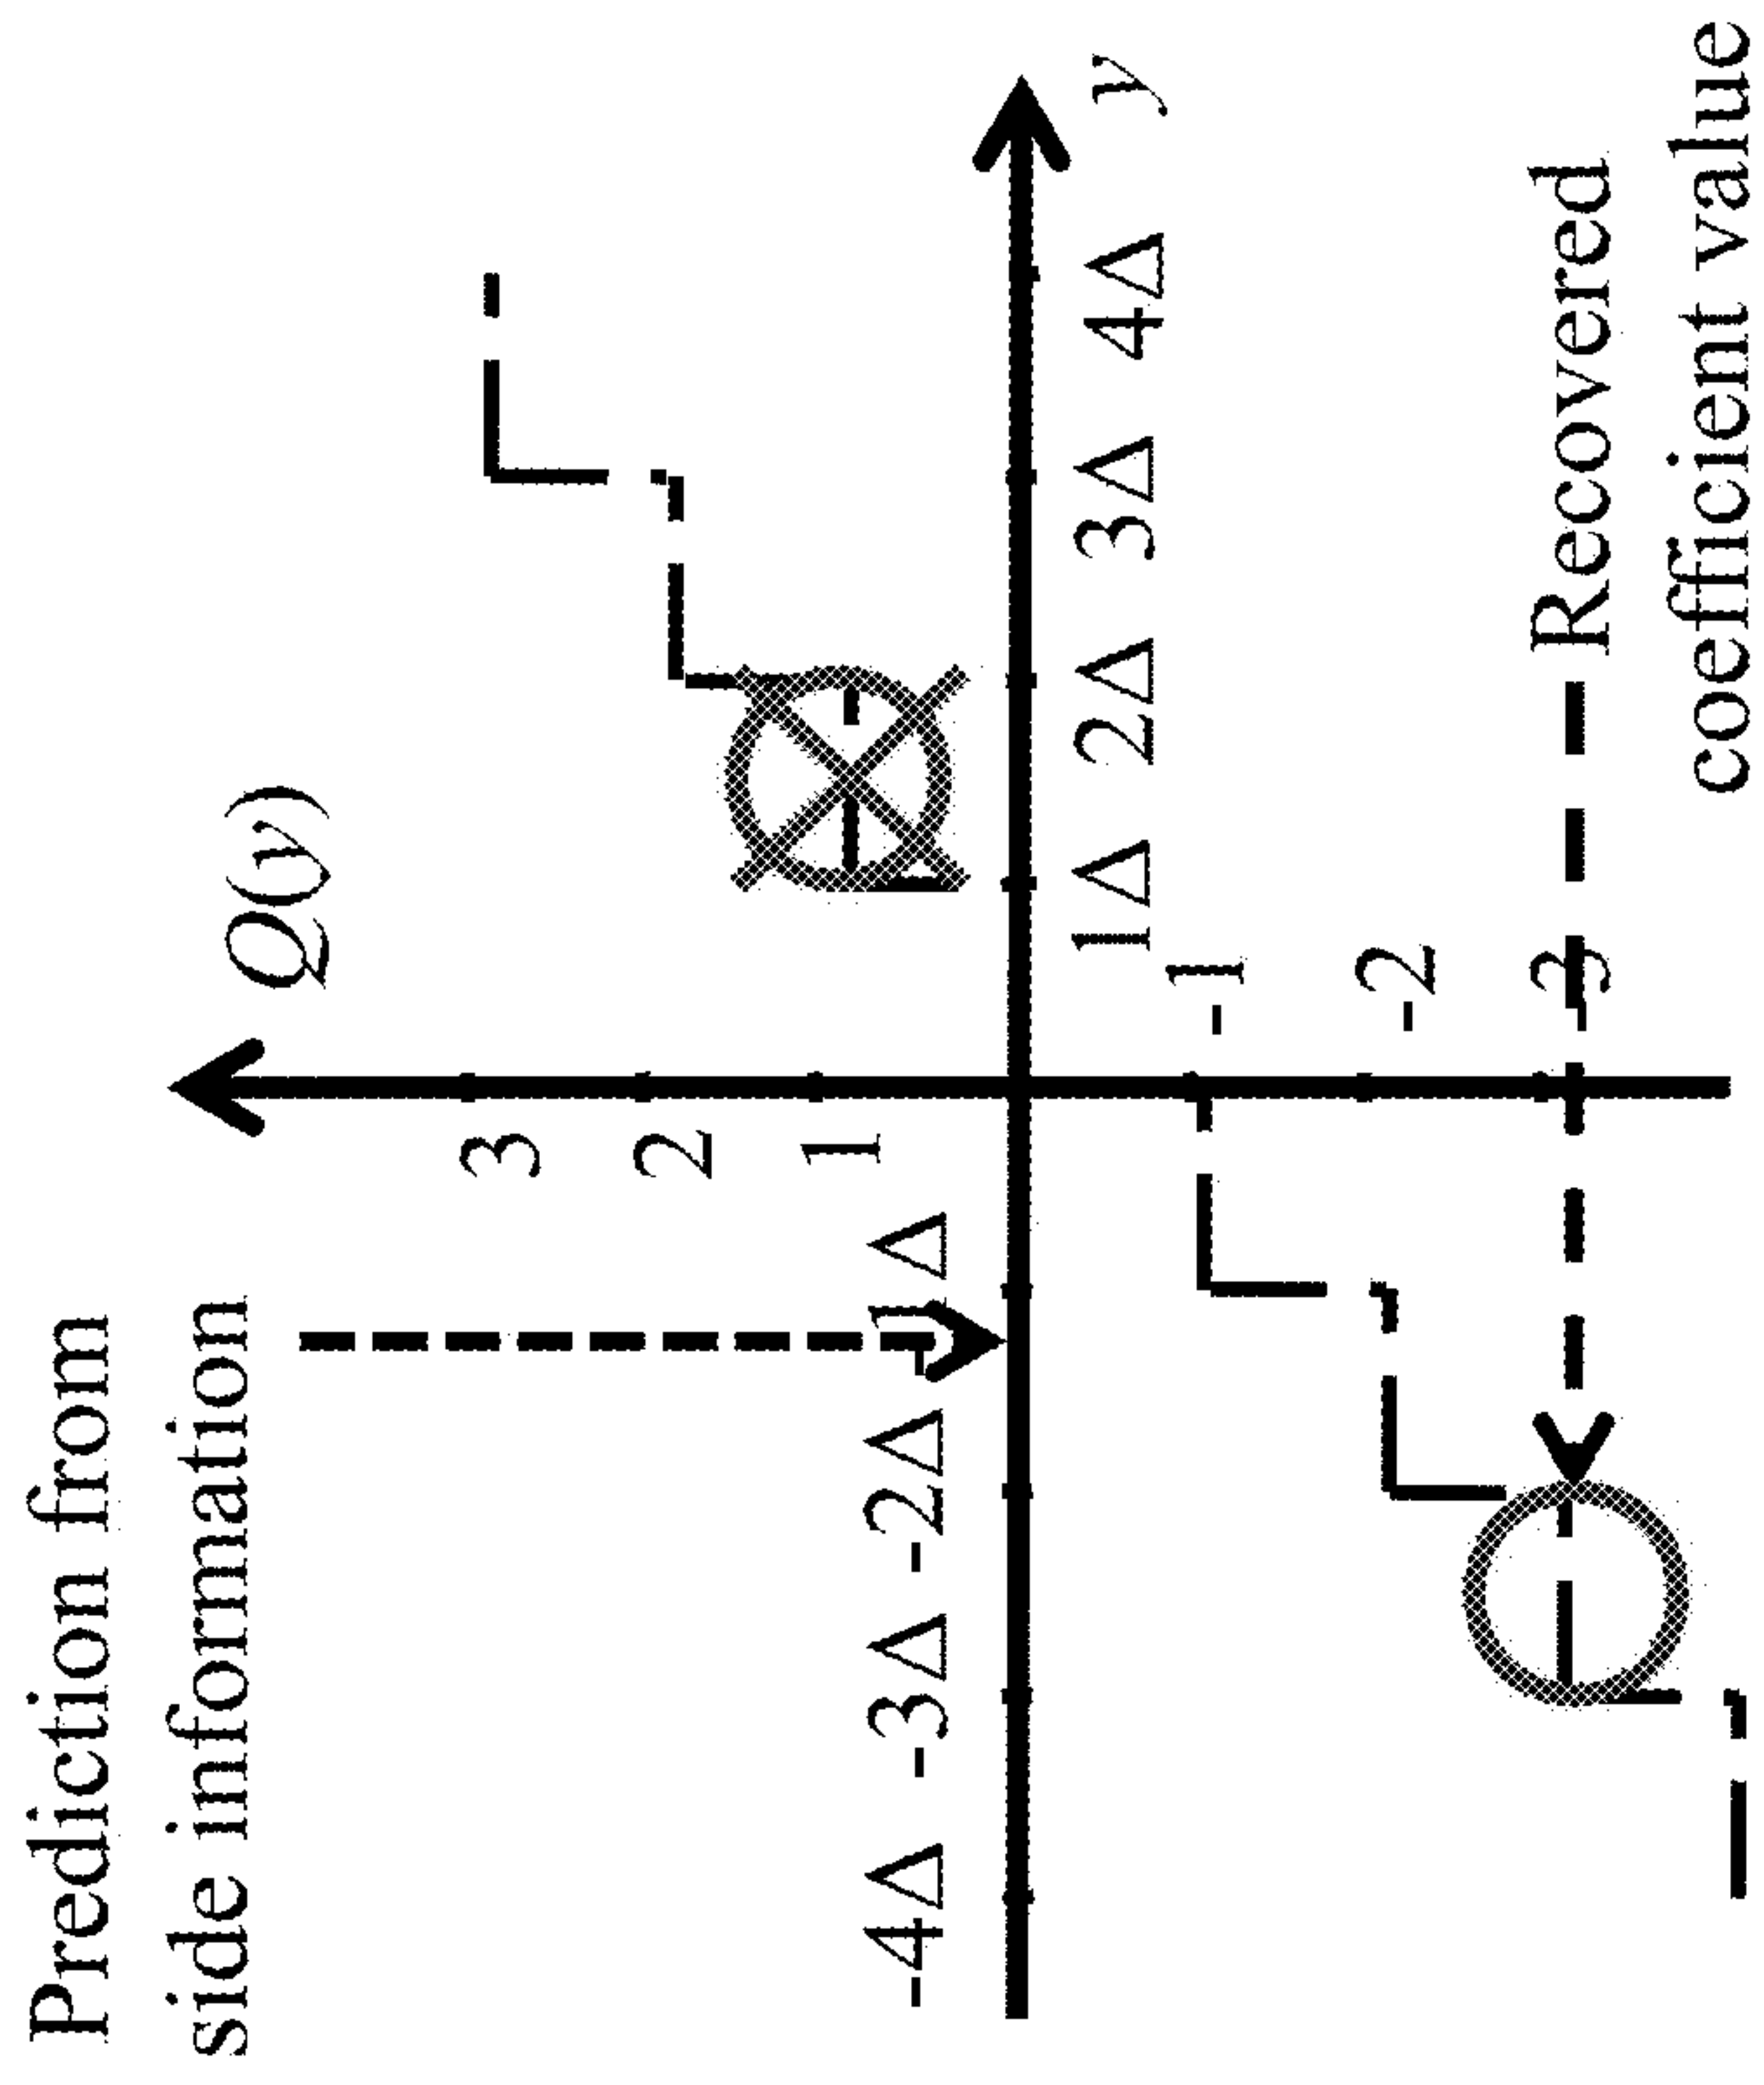 Prediction from
side information
Q(y)
3
2
1
-4Δ -3Δ -2Δ -1Δ
1Δ 2Δ 3Δ 4Δ
y
-1
-2
-3
Recovered
coefficient value